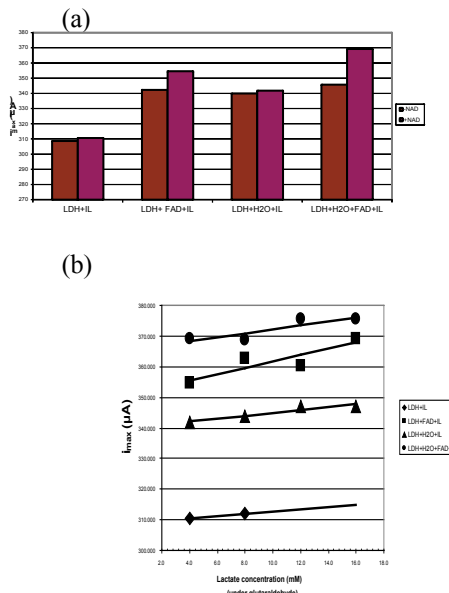 380
370
360
350
340
330
320
310
300
290
280
270
-NAD
+NAD
LDH+IL
LDH+ FAD+IL
LDH+H2O+IL
LDH+H2O+FAD+IL
(a)
(b)
380.000
370.000
360.000
350.000
340.000
330.000
320.000
310.000
300.000
imax (µA)
2.0
4.0
6.0
8.0
10.0
12.0
14.0
16.0
18.0
LDH+IL
LDH+FAD+IL
LDH+H2O+IL
LDH+H2O+FAD
Lactate concentration (mM)
(under glutaraldehyde)